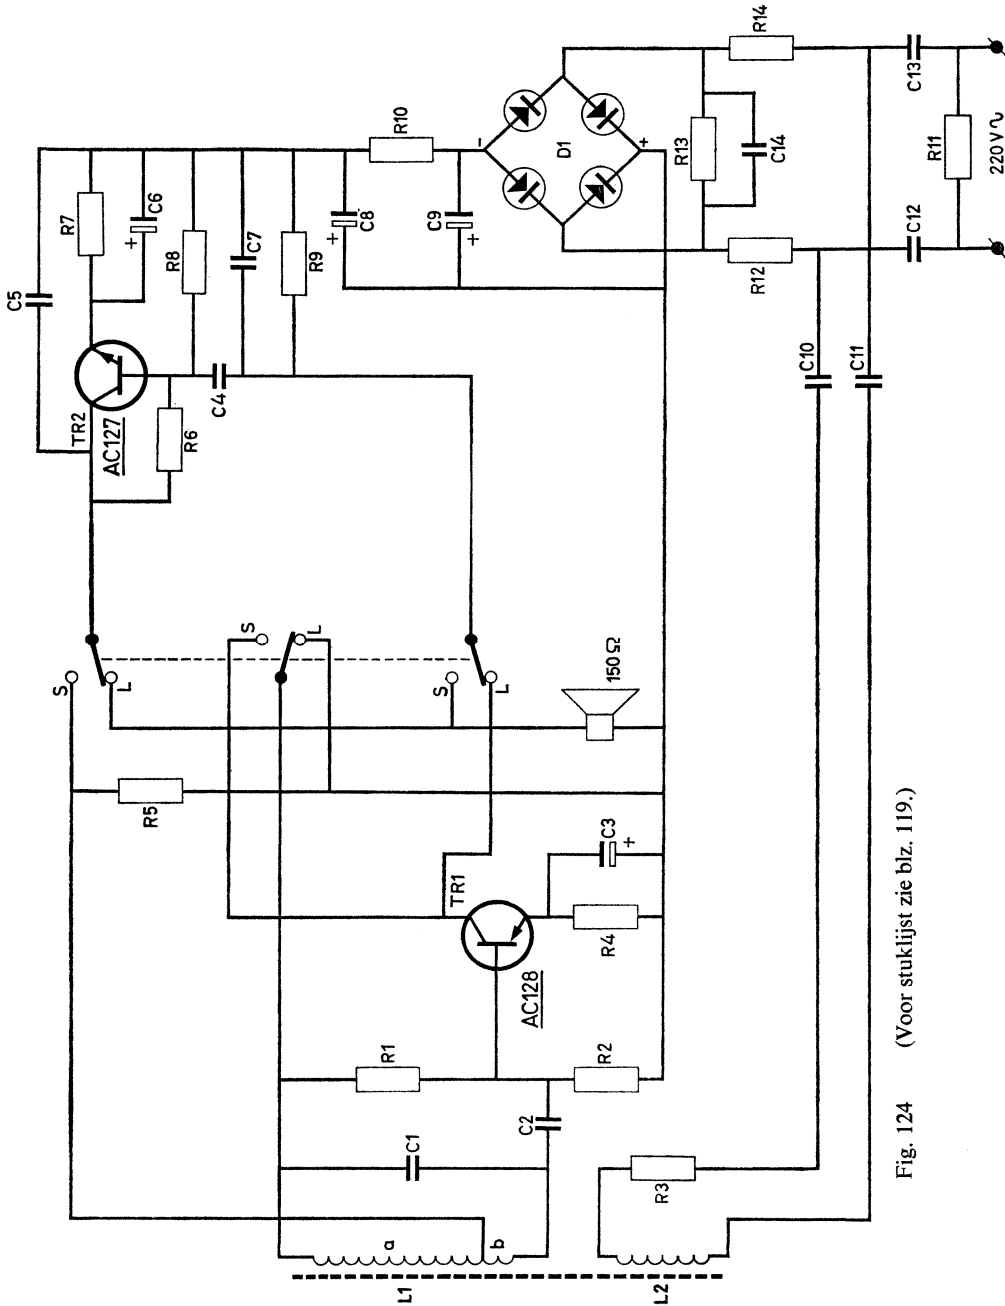 L1
a
b
L2
C1
C2
R1
R2
R3
AC128
TR1
R4
C3
R5
S
L
S
L
S
L
150 Ω
TR2
AC127
R6
C4
C5
R7
C6
+
R8
C7
R9
C8
+
R10
C9
+
-
D1
+
R13
C14
R12
R14
C10
C11
C12
C13
R11
220 V ~
Fig. 124 (Voor stuklijst zie blz. 119.)
+